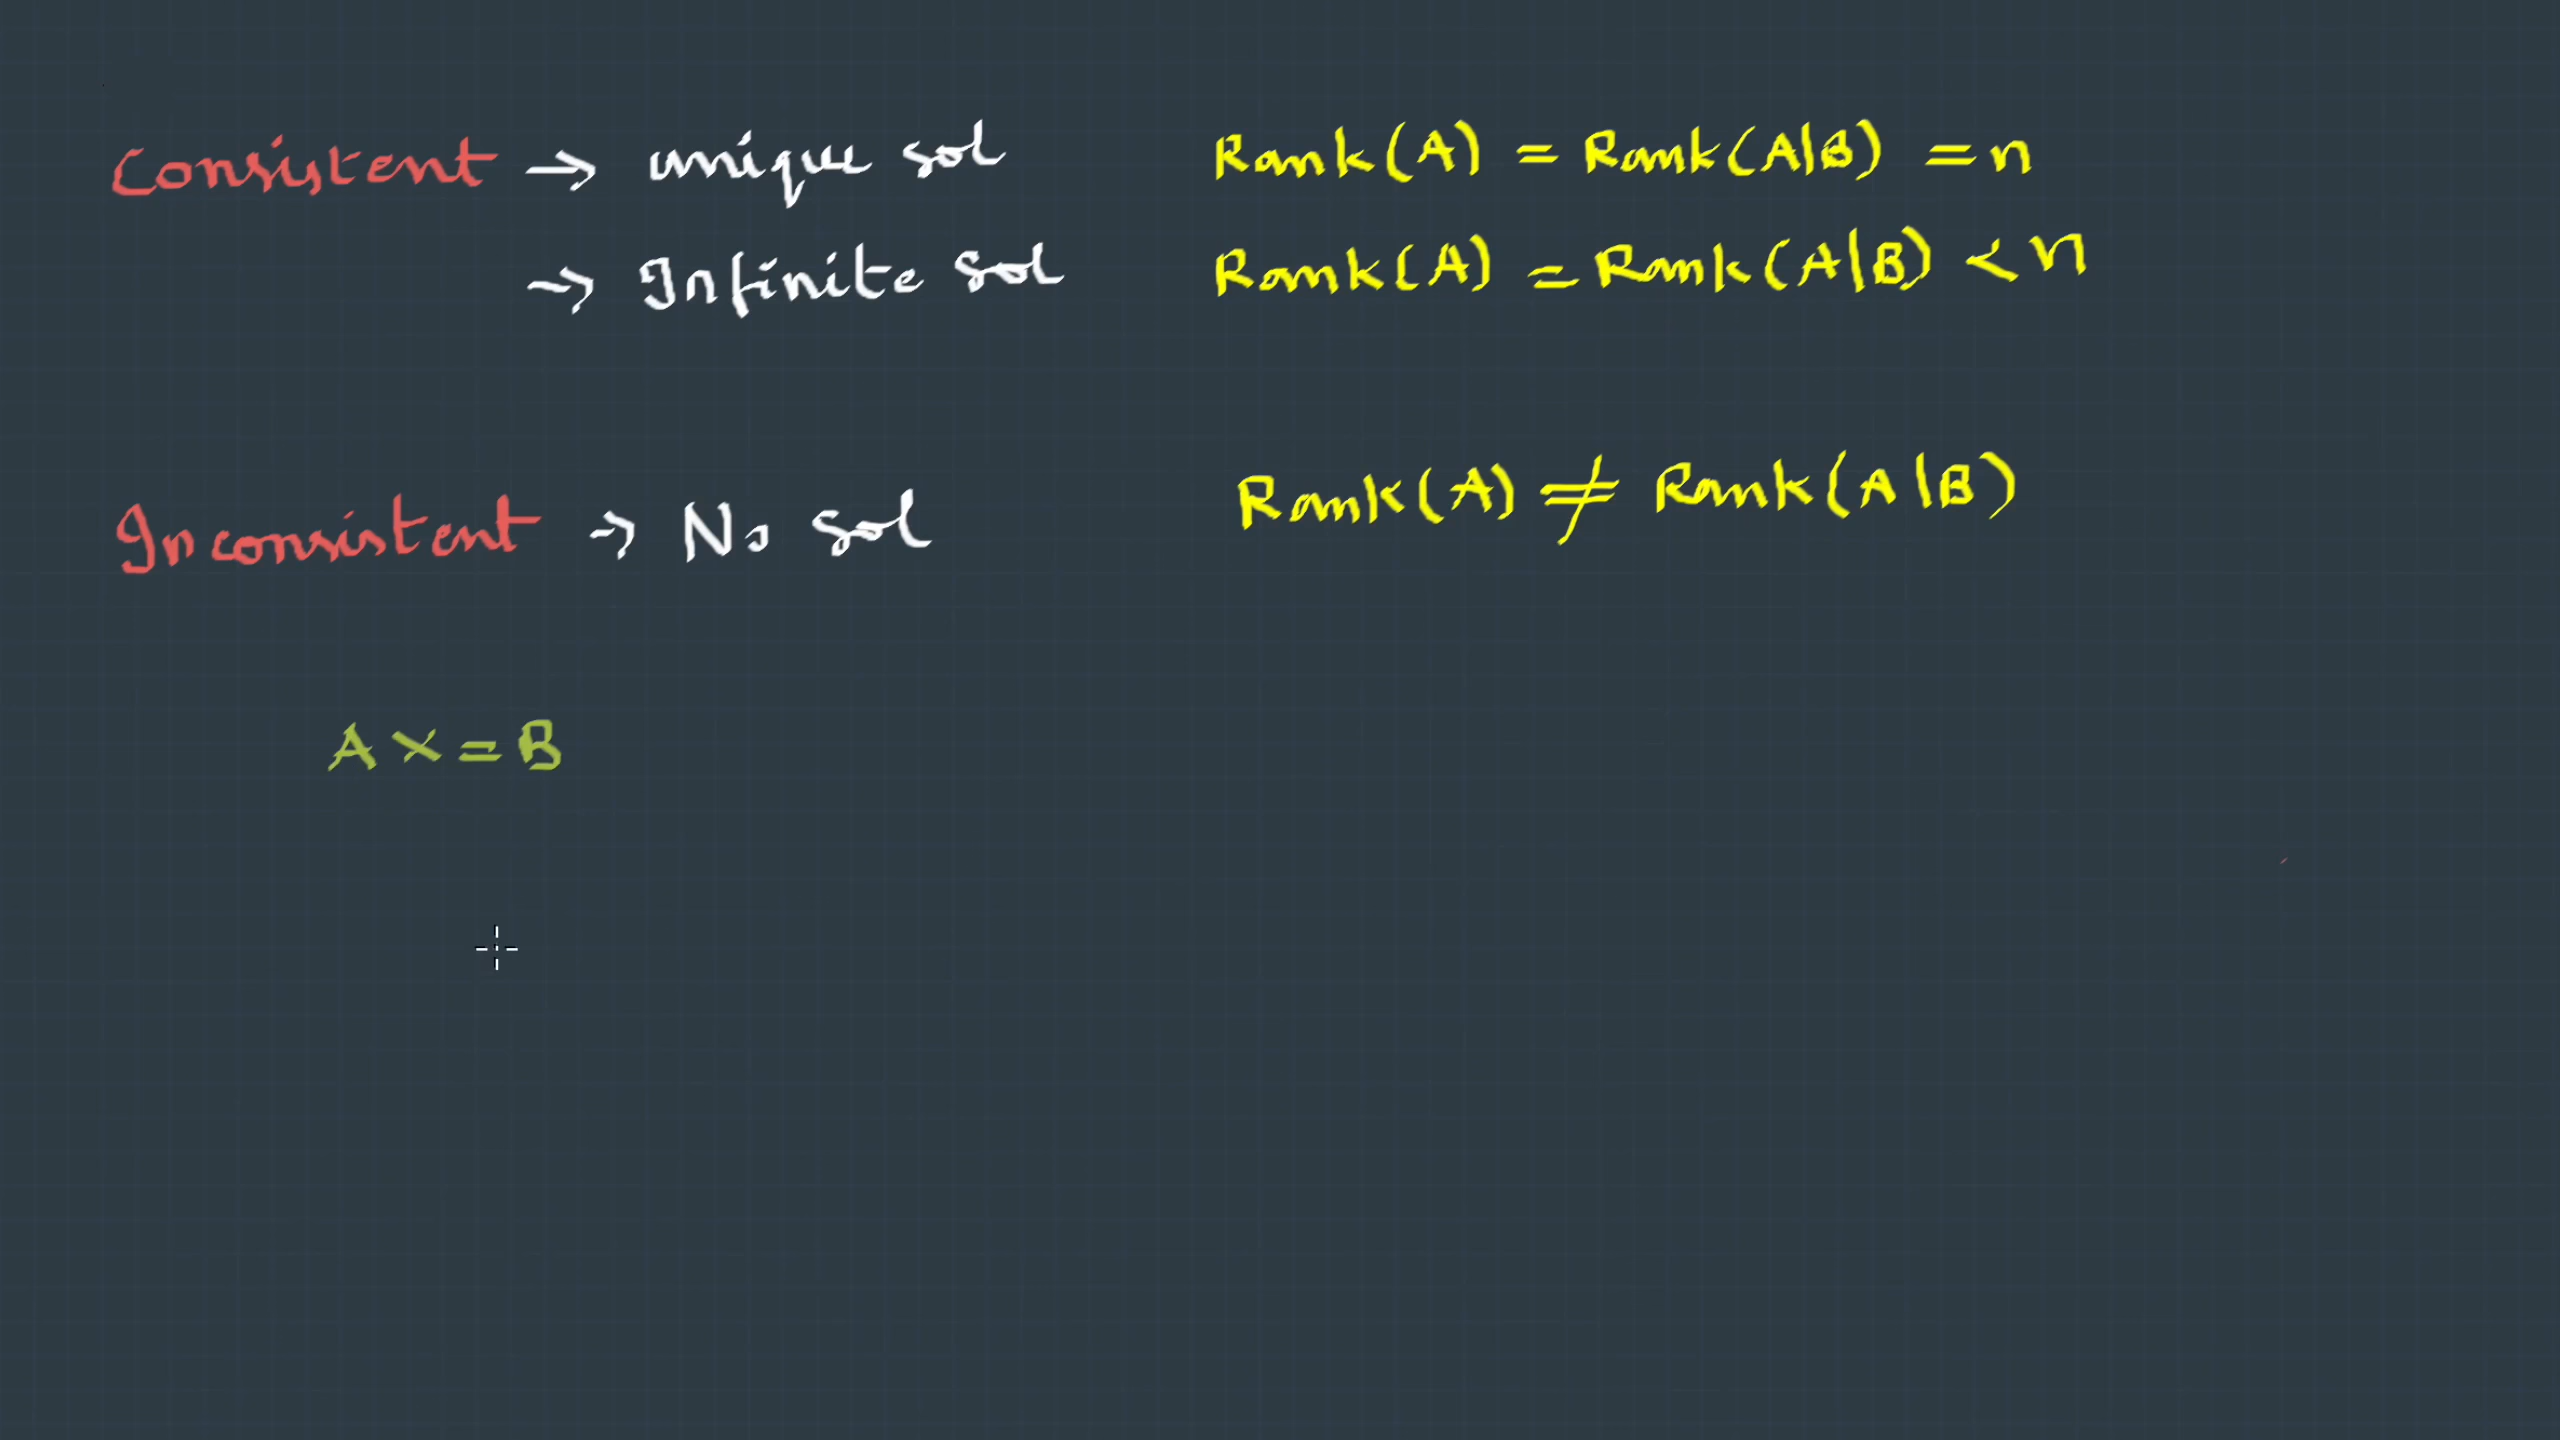 Consistent → unique sol Rank(A) = Rank(A|B) = n
→ Infinite sol Rank(A) = Rank(A|B) < n
Inconsistent → No sol Rank(A) ≠ Rank(A|B)
AX = B